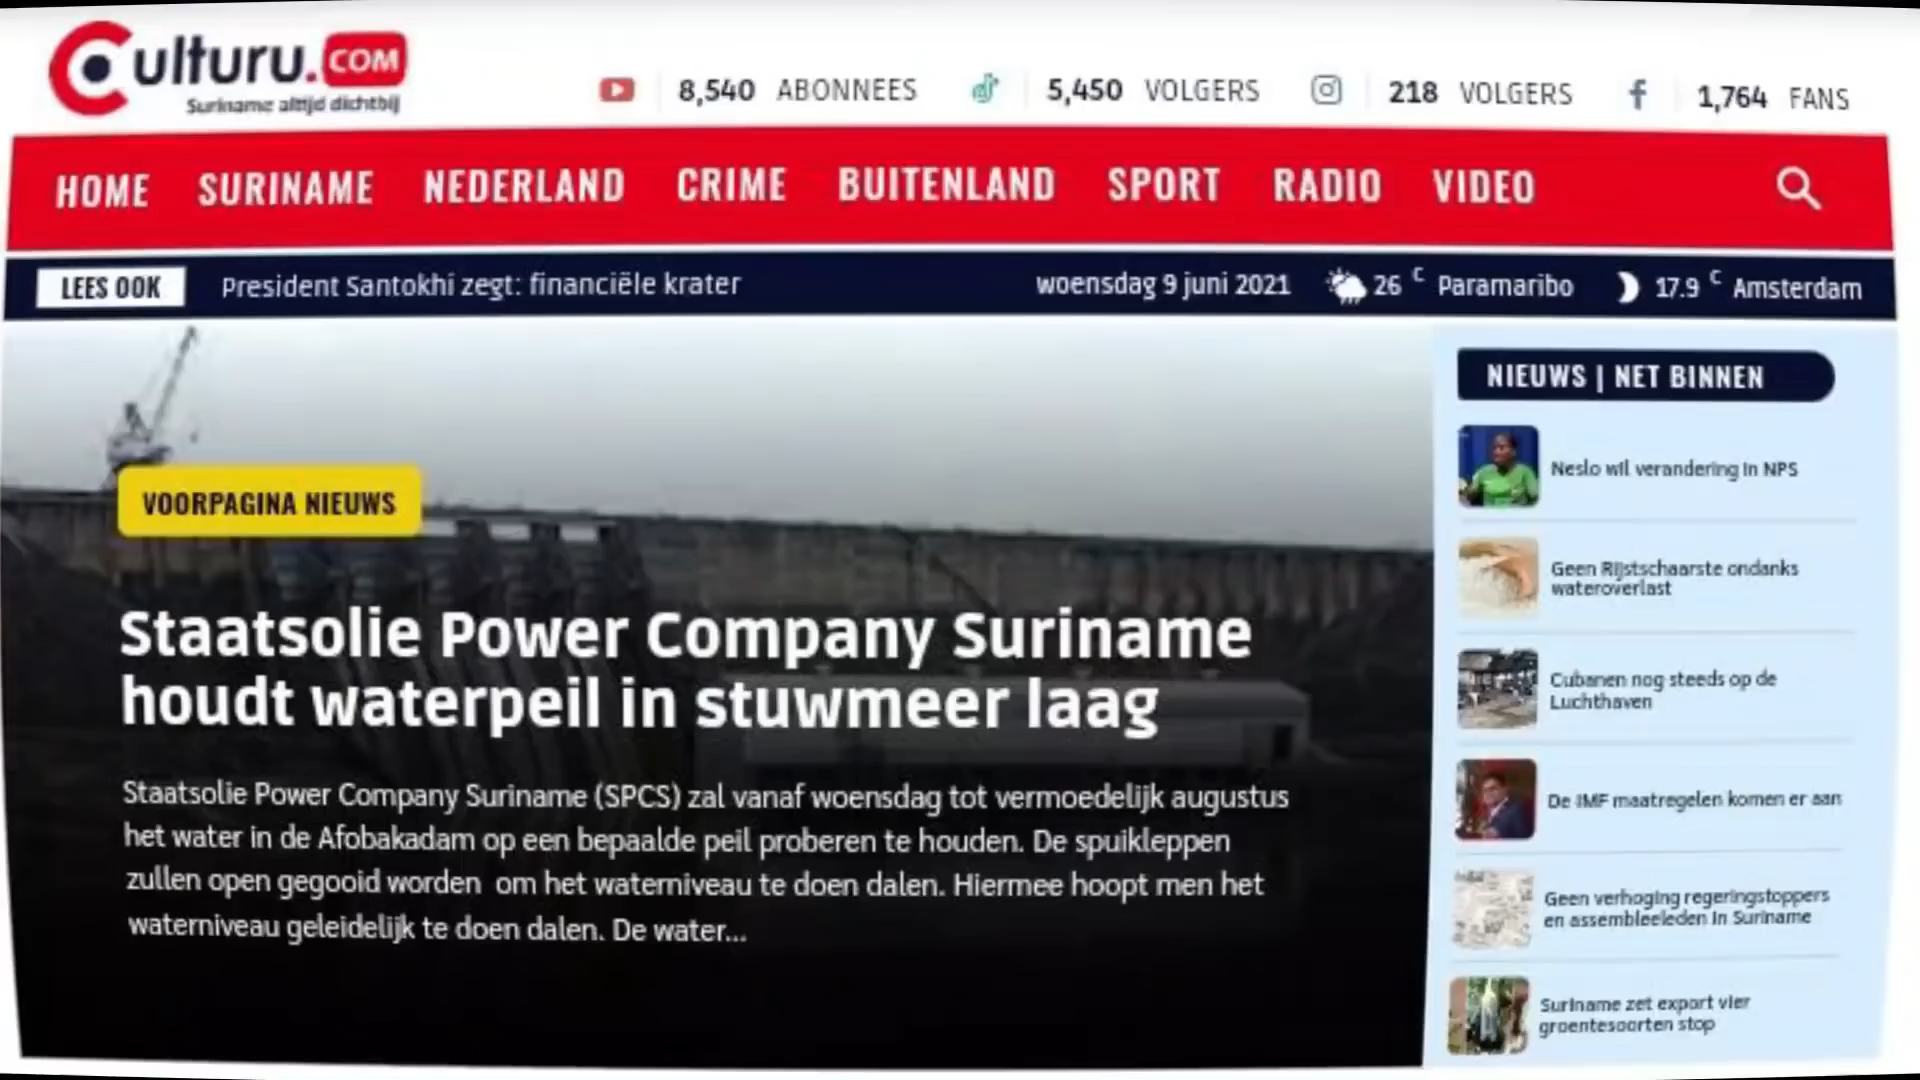 Culturu.COM
Suriname altijd dichtbij
8,540 ABONNEES
5,450 VOLGERS
218 VOLGERS
1,764 FANS
HOME SURINAME NEDERLAND CRIME BUITENLAND SPORT RADIO VIDEO
LEES OOK President Santokhi zegt: financiële krater woensdag 9 juni 2021 26 C Paramaribo 17.9 C Amsterdam
VOORPAGINA NIEUWS
Staatsolie Power Company Suriname
houdt waterpeil in stuwmeer laag
Staatsolie Power Company Suriname (SPCS) zal vanaf woensdag tot vermoedelijk augustus
het water in de Afobakadam op een bepaalde peil proberen te houden. De spuikleppen
zullen open gegooid worden om het waterniveau te doen dalen. Hiermee hoopt men het
waterniveau geleidelijk te doen dalen. De water...
NIEUWS | NET BINNEN
Neslo wil verandering in NPS
Geen Rijstschaarste ondanks
wateroverlast
Cubanen nog steeds op de
Luchthaven
De IMF maatregelen komen er aan
Geen verhoging regeringstoppers
en assembleeleden in Suriname
Suriname zet export vier
groentesoorten stop